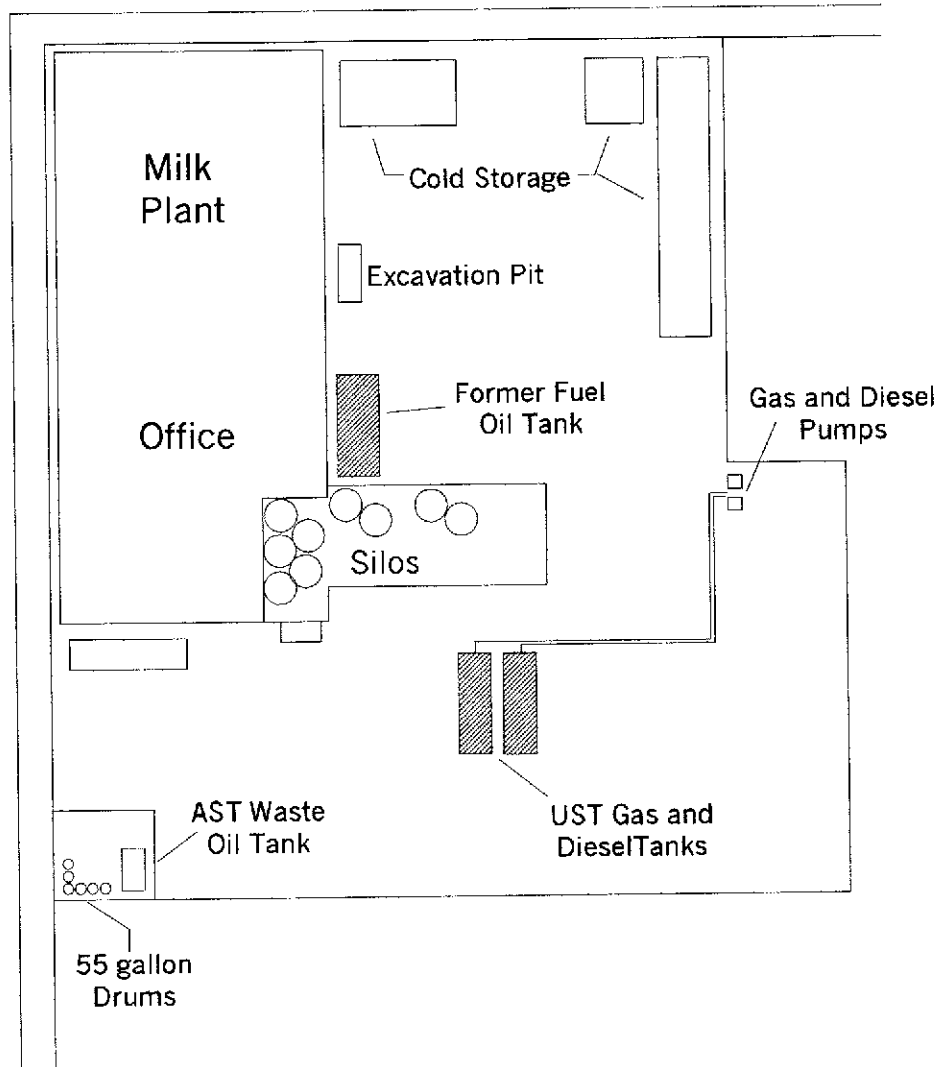 Milk
Plant
Cold Storage
Excavation Pit
Former Fuel
Oil Tank
Gas and Diesel
Pumps
Office
Silos
AST Waste
Oil Tank
UST Gas and
DieselTanks
55 gallon
Drums